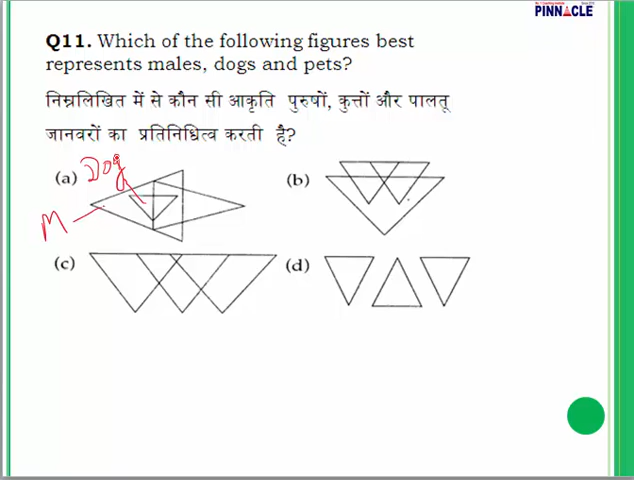 PINNACLE
Q11. Which of the following figures best
represents males, dogs and pets?
निम्नलिखित में से कौन सी आकृति पुरुषों, कुत्तों और पालतू
जानवरों का प्रतिनिधित्व करती है?
(a) Dog (b)
M
(c) (d)